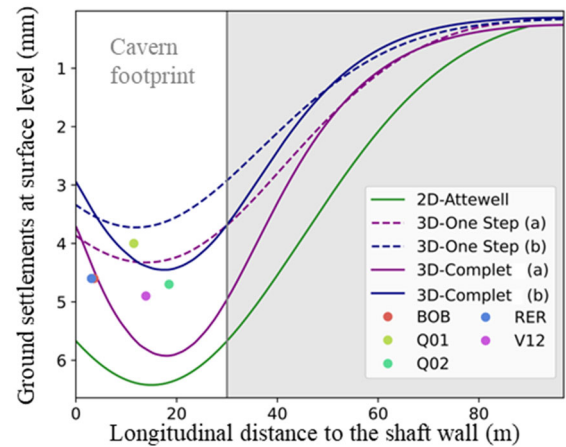 Ground settlements at surface level (mm)
1
2
3
4
5
6
Cavern
footprint
2D-Attewell
3D-One Step (a)
3D-One Step (b)
3D-Complet (a)
3D-Complet (b)
BOB
RER
Q01
V12
Q02
0
20
40
60
80
Longitudinal distance to the shaft wall (m)